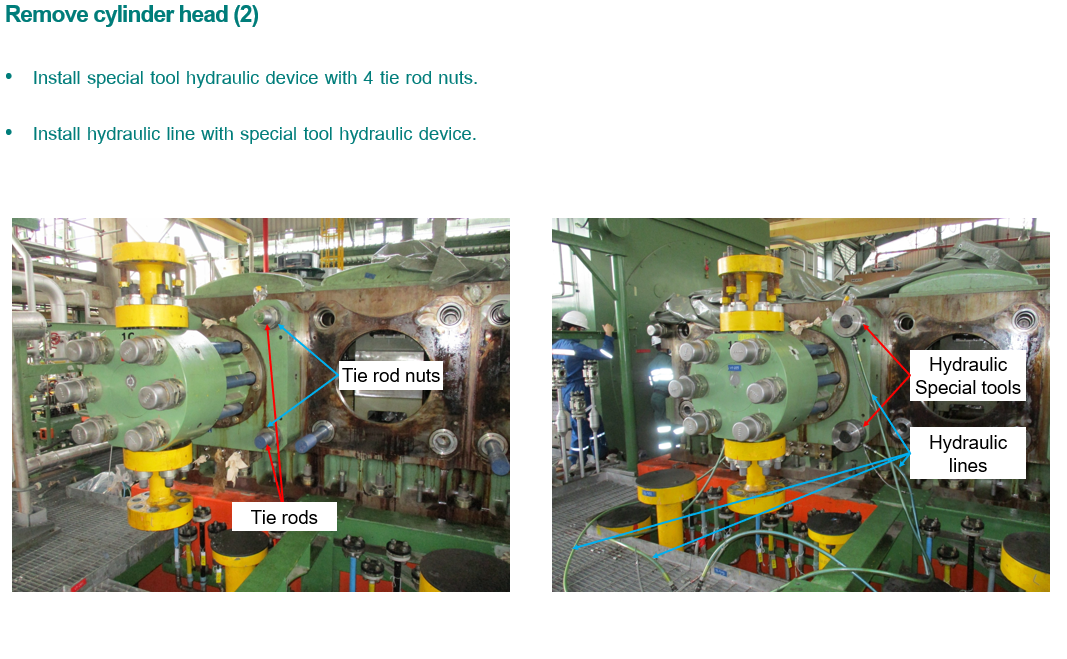 Remove cylinder head (2)
• Install special tool hydraulic device with 4 tie rod nuts.
• Install hydraulic line with special tool hydraulic device.
Tie rod nuts
Tie rods
Hydraulic
Special tools
Hydraulic
lines